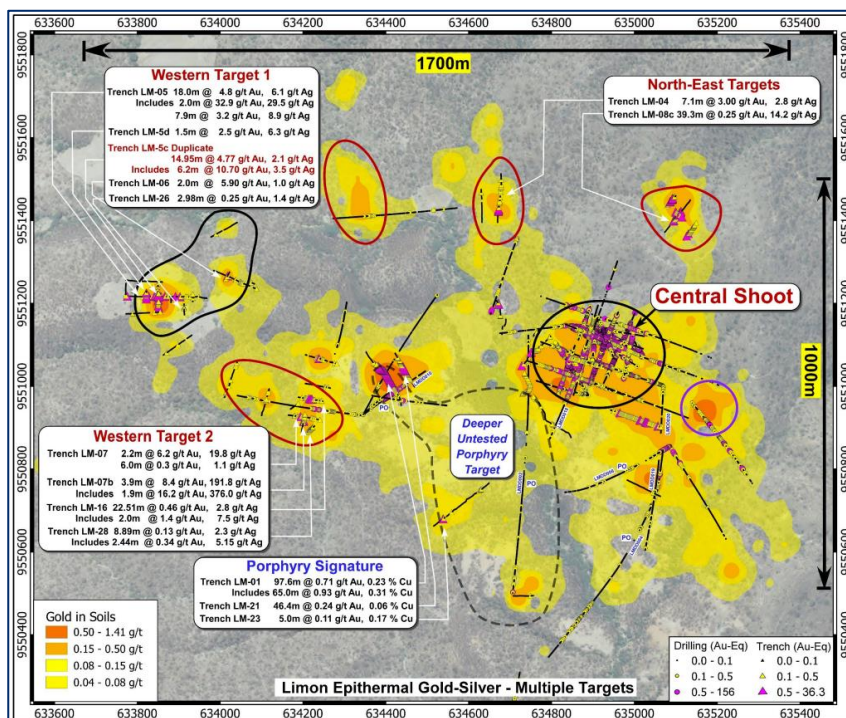 633600 633800 634000 634200 634400 634600 634800 635000 635200 635400
9551800
9551600
9551400
9551200
9551000
9550800
9550600
9550400
1700m
1000m
Western Target 1
Trench LM-05 18.0m @ 4.8 g/t Au, 6.1 g/t Ag
Includes 2.0m @ 32.9 g/t Au, 29.5 g/t Ag
7.9m @ 3.2 g/t Au, 8.9 g/t Ag
Trench LM-5d 1.5m @ 2.5 g/t Au, 6.3 g/t Ag
Trench LM-5c Duplicate
14.95m @ 4.77 g/t Au, 2.1 g/t Ag
Includes 6.2m @ 10.70 g/t Au, 3.5 g/t Ag
Trench LM-06 2.0m @ 5.90 g/t Au, 1.0 g/t Ag
Trench LM-26 2.98m @ 0.25 g/t Au, 1.4 g/t Ag
North-East Targets
Trench LM-04 7.1m @ 3.00 g/t Au, 2.8 g/t Ag
Trench LM-08c 39.3m @ 0.25 g/t Au, 14.2 g/t Ag
Central Shoot
Western Target 2
Trench LM-07 2.2m @ 6.2 g/t Au, 19.8 g/t Ag
6.0m @ 0.3 g/t Au, 1.1 g/t Ag
Trench LM-07b 3.9m @ 8.4 g/t Au, 191.8 g/t Ag
Includes 1.9m @ 16.2 g/t Au, 376.0 g/t Ag
Trench LM-16 22.51m @ 0.46 g/t Au, 2.8 g/t Ag
Includes 2.0m @ 1.4 g/t Au, 7.5 g/t Ag
Trench LM-28 8.89m @ 0.13 g/t Au, 2.3 g/t Ag
Includes 2.44m @ 0.34 g/t Au, 5.15 g/t Ag
Deeper
Untested
Porphyry
Target
PO
PO
PO
PO
Porphyry Signature
Trench LM-01 97.6m @ 0.71 g/t Au, 0.23 % Cu
Includes 65.0m @ 0.93 g/t Au, 0.31 % Cu
Trench LM-21 46.4m @ 0.24 g/t Au, 0.06 % Cu
Trench LM-23 5.0m @ 0.11 g/t Au, 0.17 % Cu
Gold in Soils
0.50 - 1.41 g/t
0.15 - 0.50 g/t
0.08 - 0.15 g/t
0.04 - 0.08 g/t
Limon Epithermal Gold-Silver - Multiple Targets
Drilling (Au-Eq) Trench (Au-Eq)
0.0 - 0.1 0.0 - 0.1
0.1 - 0.5 0.1 - 0.5
0.5 - 156 0.5 - 36.3
9551800
9551600
9551400
9551200
9551000
9550800
9550600
9550400
633600 633800 634000 634200 634400 634600 634800 635000 635200 635400